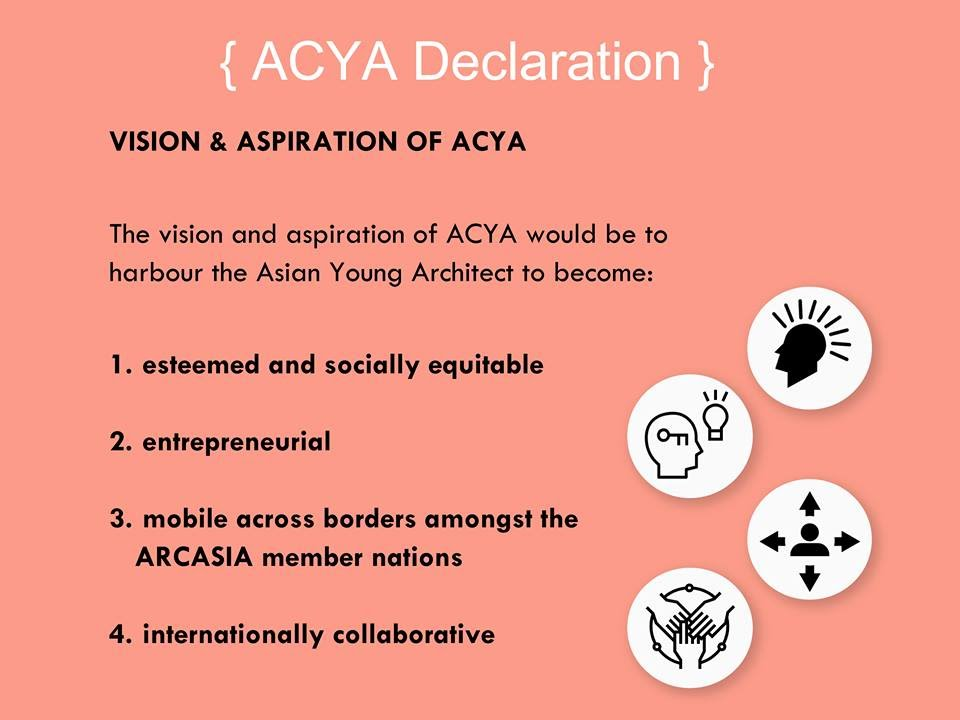 { ACYA Declaration }
VISION & ASPIRATION OF ACYA
The vision and aspiration of ACYA would be to
harbour the Asian Young Architect to become:
1. esteemed and socially equitable
2. entrepreneurial
3. mobile across borders amongst the
ARCASIA member nations
4. internationally collaborative